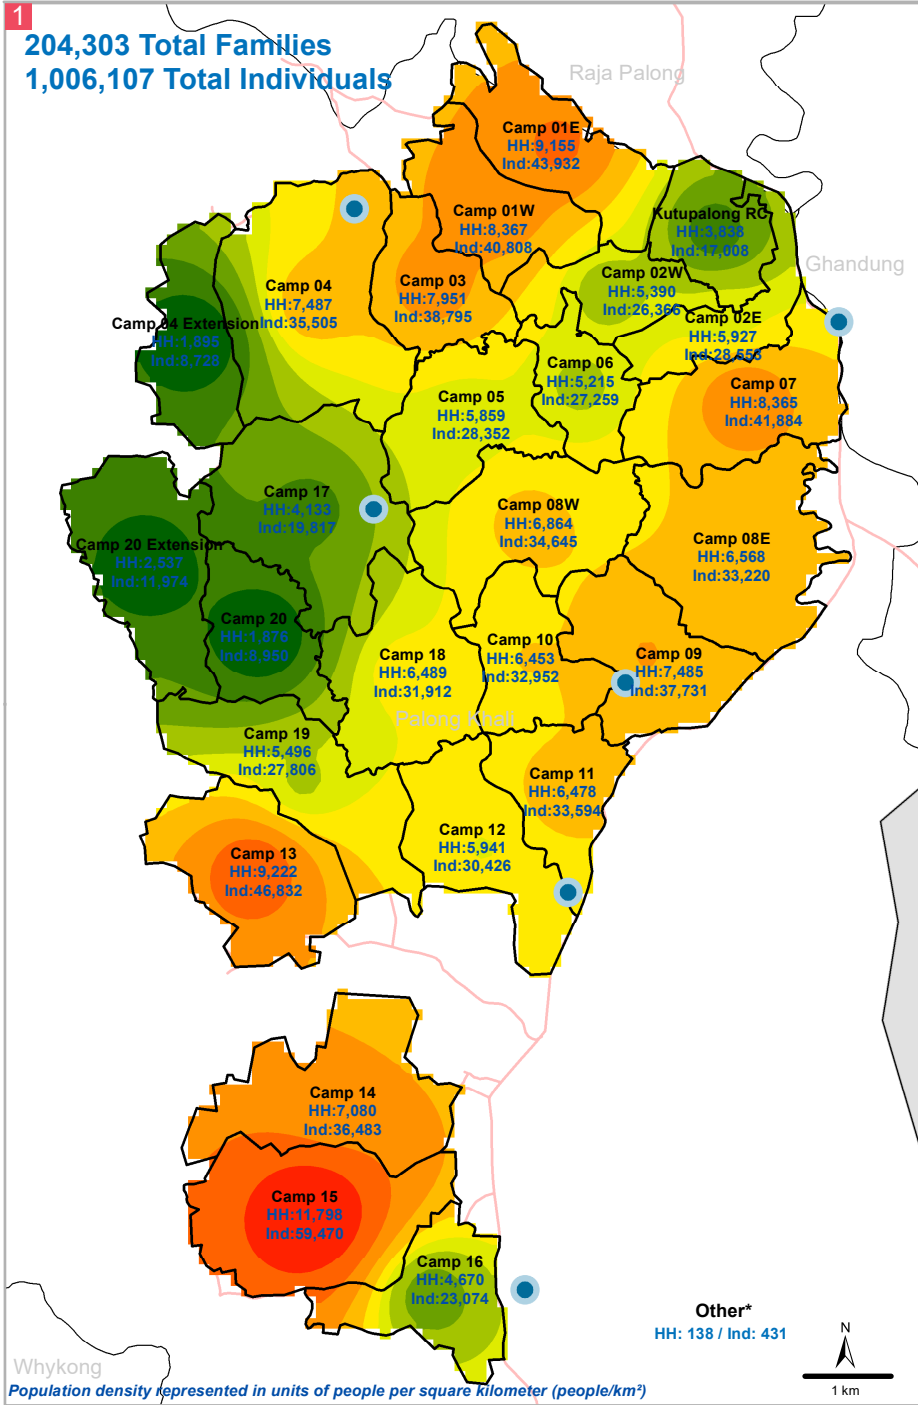 1
204,303 Total Families
1,006,107 Total Individuals
Raja Palong
Camp 01E
HH:9,155
Ind:43,932
Camp 01W
HH:8,367
Ind:40,808
Kutupalong RC
HH:3,838
Ind:17,008
Ghandung
Camp 04
HH:7,487
Ind:35,505
Camp 03
HH:7,951
Ind:38,795
Camp 02W
HH:5,390
Ind:26,366
Camp 04 Extension
HH:1,895
Ind:8,728
Camp 02E
HH:5,927
Ind:28,553
Camp 06
HH:5,215
Ind:27,259
Camp 07
HH:8,365
Ind:41,884
Camp 05
HH:5,859
Ind:28,352
Camp 17
HH:4,133
Ind:19,817
Camp 08W
HH:6,864
Ind:34,645
Camp 20 Extension
HH:2,537
Ind:11,974
Camp 08E
HH:6,568
Ind:33,220
Camp 20
HH:1,876
Ind:8,950
Camp 18
HH:6,489
Ind:31,912
Camp 10
HH:6,453
Ind:32,952
Camp 09
HH:7,485
Ind:37,731
Palong Khali
Camp 19
HH:5,496
Ind:27,806
Camp 11
HH:6,478
Ind:33,594
Camp 12
HH:5,941
Ind:30,426
Camp 13
HH:9,222
Ind:46,832
Camp 14
HH:7,080
Ind:36,483
Camp 15
HH:11,798
Ind:59,470
Camp 16
HH:4,670
Ind:23,074
Other*
HH: 138 / Ind: 431
N
1 km
Whykong
Population density represented in units of people per square kilometer (people/km²)